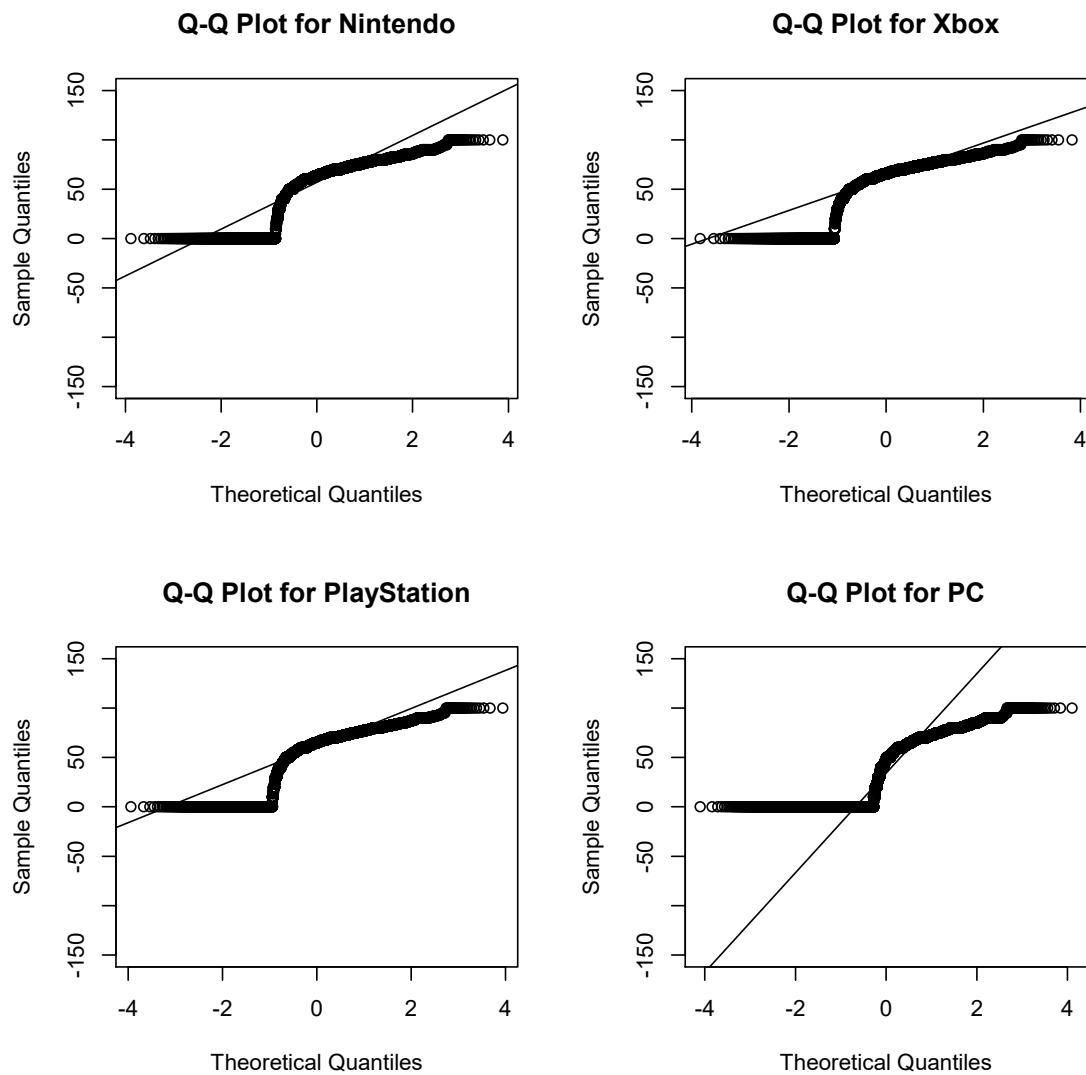 Q-Q Plot for Nintendo
Sample Quantiles
150
50
0
-50
-150
-4 -2 0 2 4
Theoretical Quantiles
Q-Q Plot for Xbox
Sample Quantiles
150
50
0
-50
-150
-4 -2 0 2 4
Theoretical Quantiles
Q-Q Plot for PlayStation
Sample Quantiles
150
50
0
-50
-150
-4 -2 0 2 4
Theoretical Quantiles
Q-Q Plot for PC
Sample Quantiles
150
50
0
-50
-150
-4 -2 0 2 4
Theoretical Quantiles